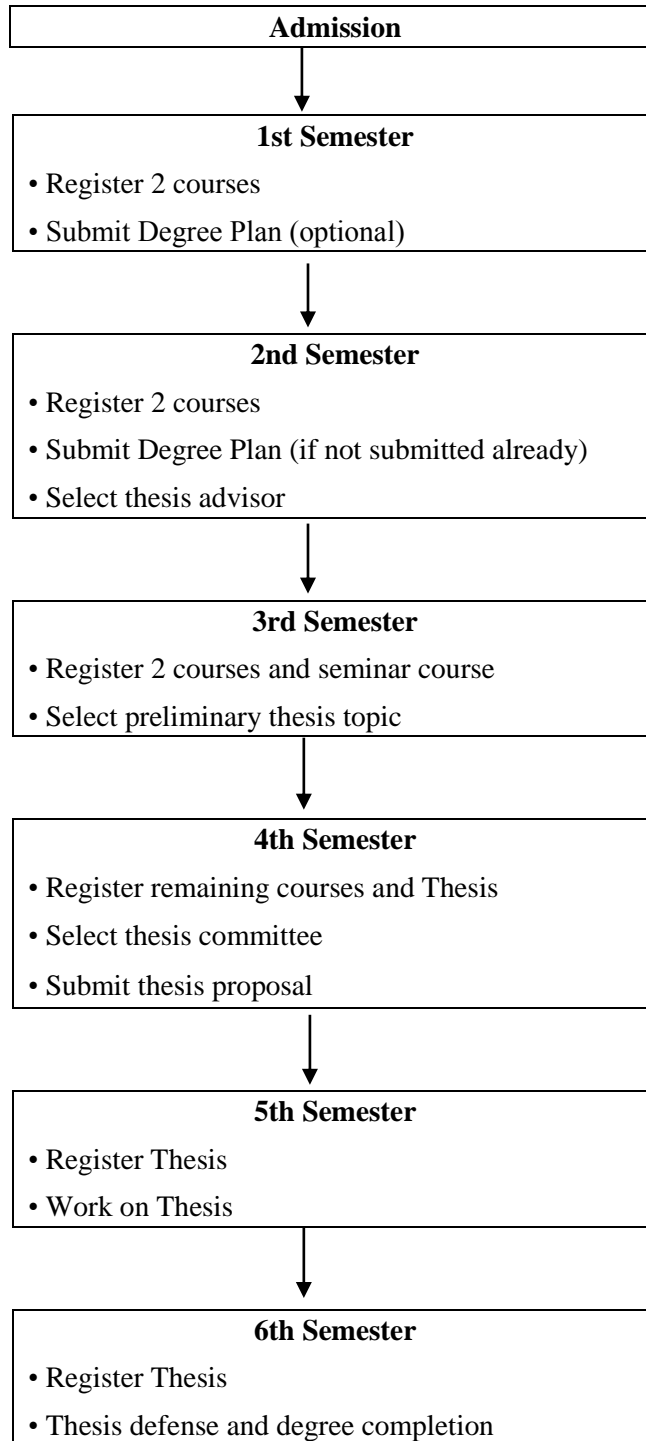 Admission
1st Semester
• Register 2 courses
• Submit Degree Plan (optional)
2nd Semester
• Register 2 courses
• Submit Degree Plan (if not submitted already)
• Select thesis advisor
3rd Semester
• Register 2 courses and seminar course
• Select preliminary thesis topic
4th Semester
• Register remaining courses and Thesis
• Select thesis committee
• Submit thesis proposal
5th Semester
• Register Thesis
• Work on Thesis
6th Semester
• Register Thesis
• Thesis defense and degree completion